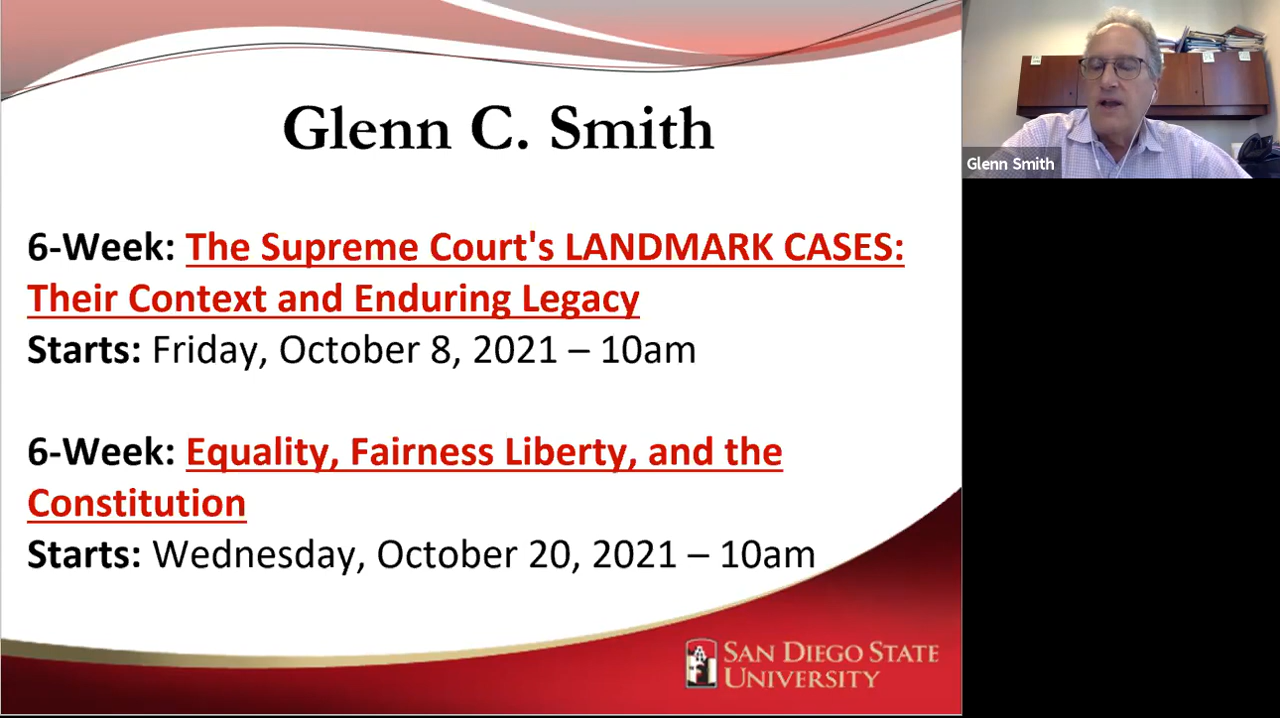 Glenn C. Smith
6-Week: The Supreme Court's LANDMARK CASES:
Their Context and Enduring Legacy
Starts: Friday, October 8, 2021 – 10am
6-Week: Equality, Fairness Liberty, and the
Constitution
Starts: Wednesday, October 20, 2021 – 10am
SAN DIEGO STATE
UNIVERSITY
Glenn Smith